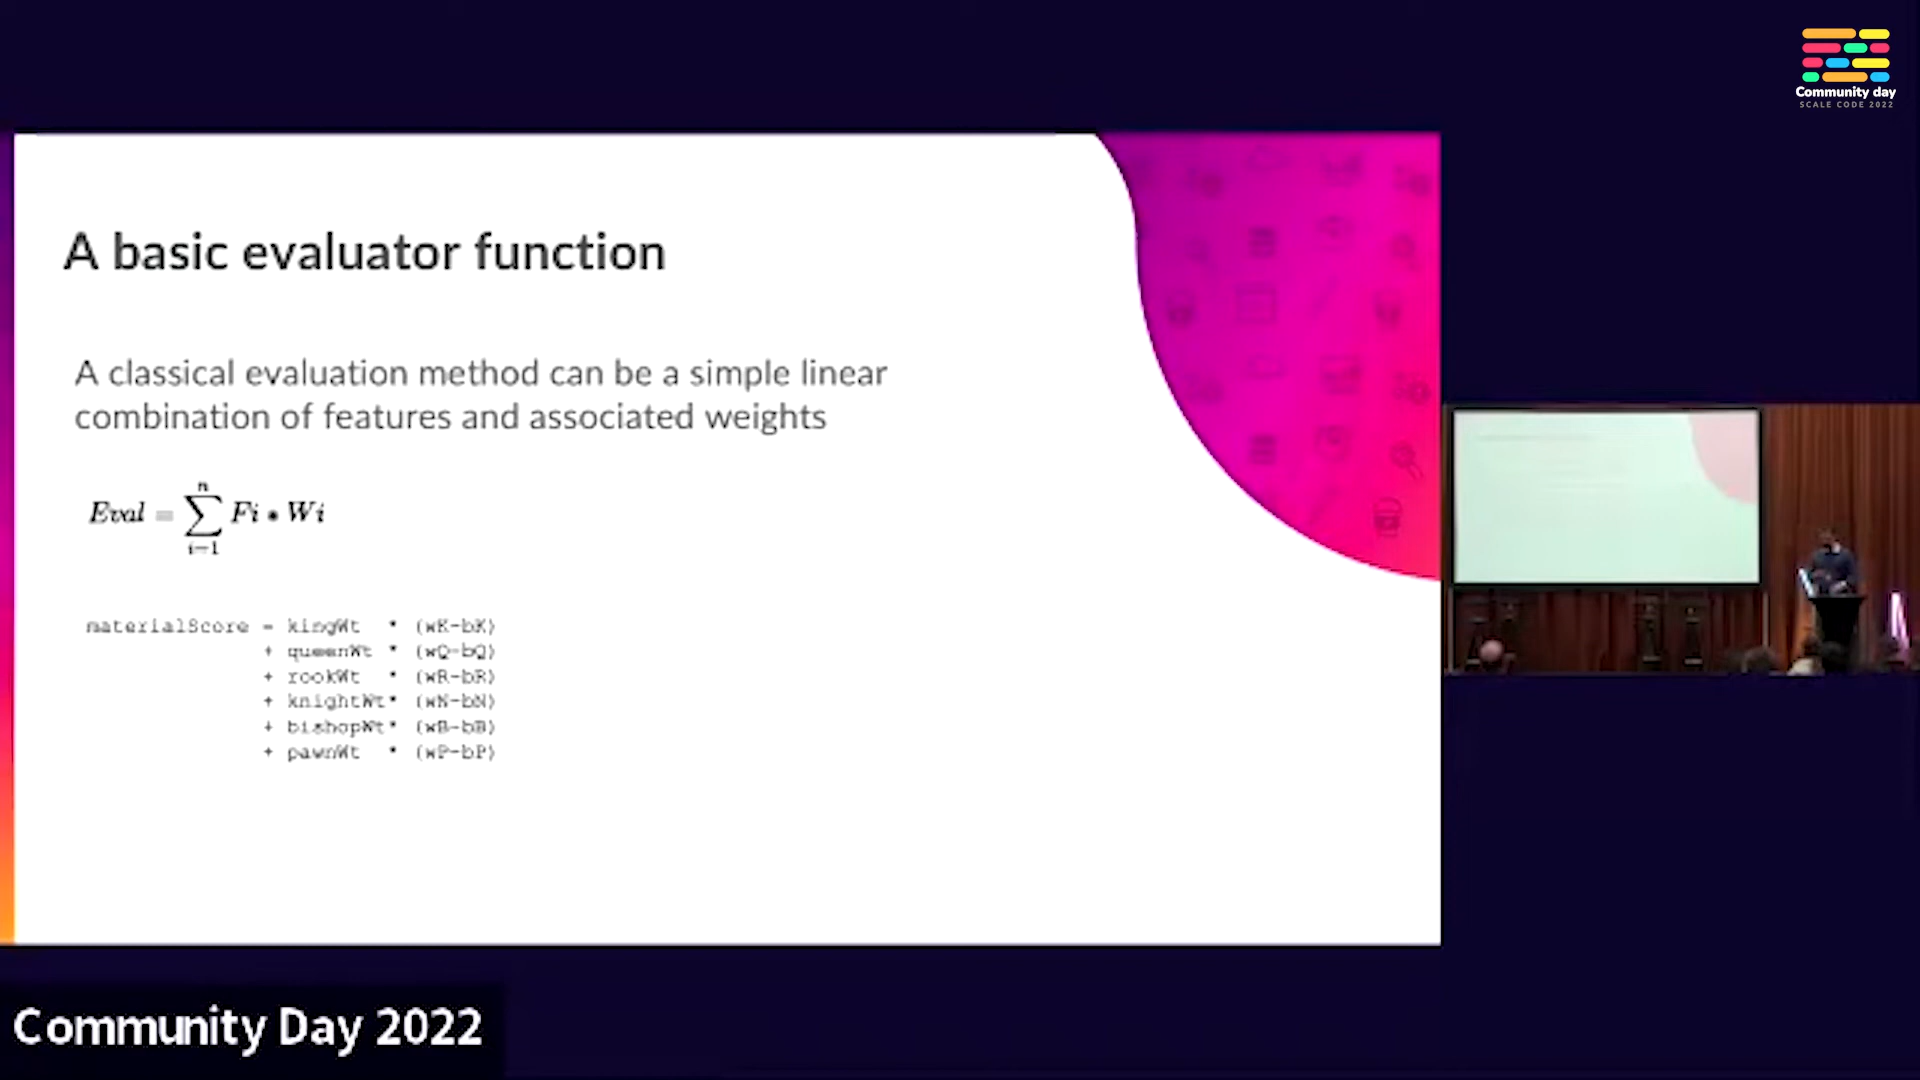 Community day
SCALE CODE 2022
A basic evaluator function
A classical evaluation method can be a simple linear
combination of features and associated weights
n
Eval = ∑ Fi * Wi
i=1
materialScore = kingWt * (wK-bK)
+ queenWt * (wQ-bQ)
+ rookWt * (wR-bR)
+ knightWt* (wN-bN)
+ bishopWt* (wB-bB)
+ pawnWt * (wP-bP)
Community Day 2022